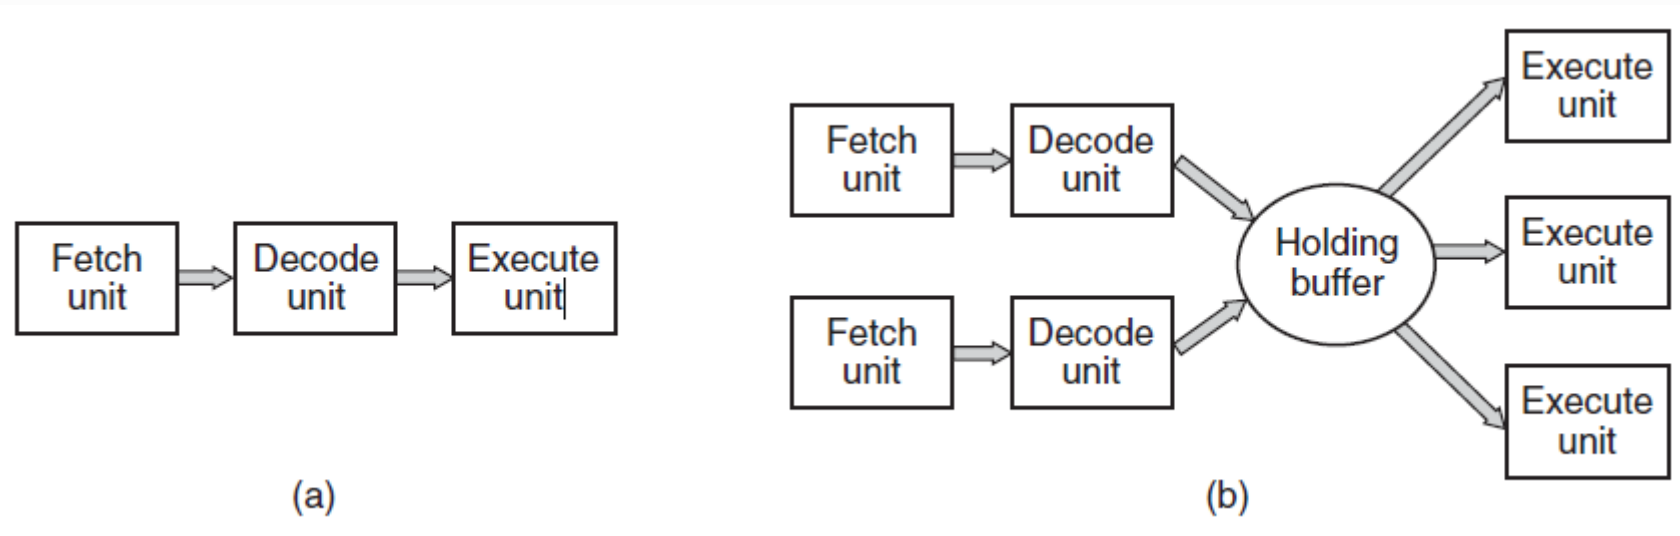 Fetch
unit
Decode
unit
Execute
unit
(a)
Fetch
unit
Decode
unit
Fetch
unit
Decode
unit
Holding
buffer
Execute
unit
Execute
unit
Execute
unit
(b)